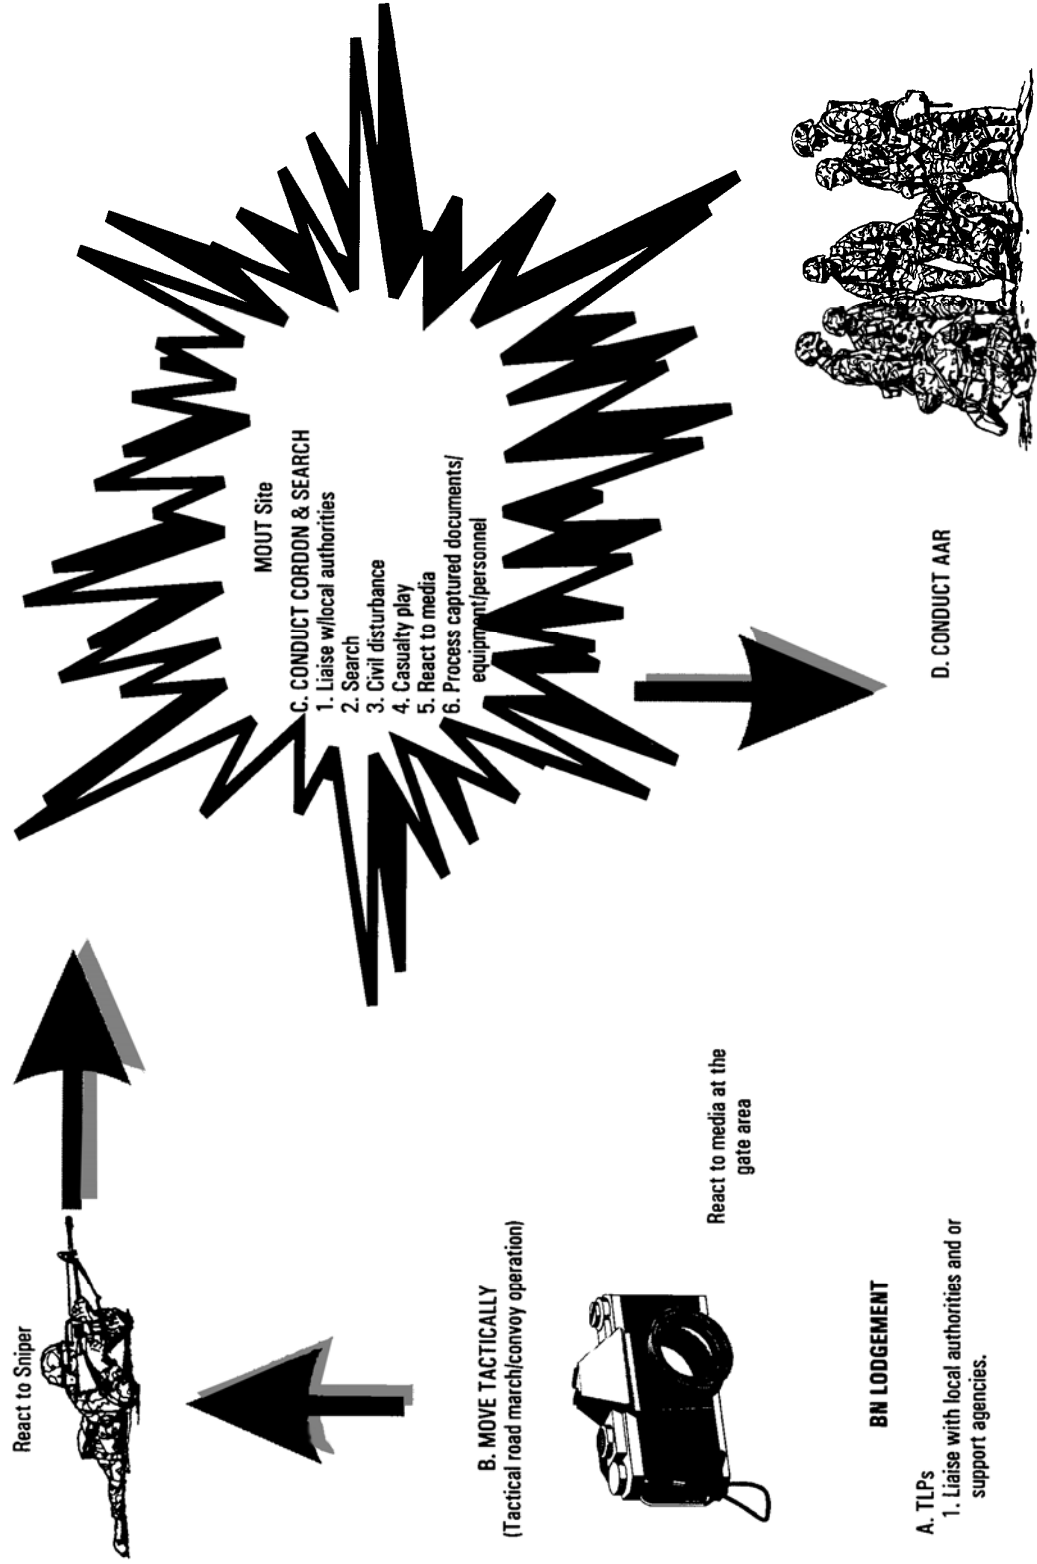 React to Sniper
MOUT Site
C. CONDUCT CORDON & SEARCH
1. Liaise w/local authorities
2. Search
3. Civil disturbance
4. Casualty play
5. React to media
6. Process captured documents/
equipment/personnel
B. MOVE TACTICALLY
(Tactical road march/convoy operation)
React to media at the
gate area
BN LODGEMENT
A. TLPs
1. Liaise with local authorities and or
support agencies.
D. CONDUCT AAR